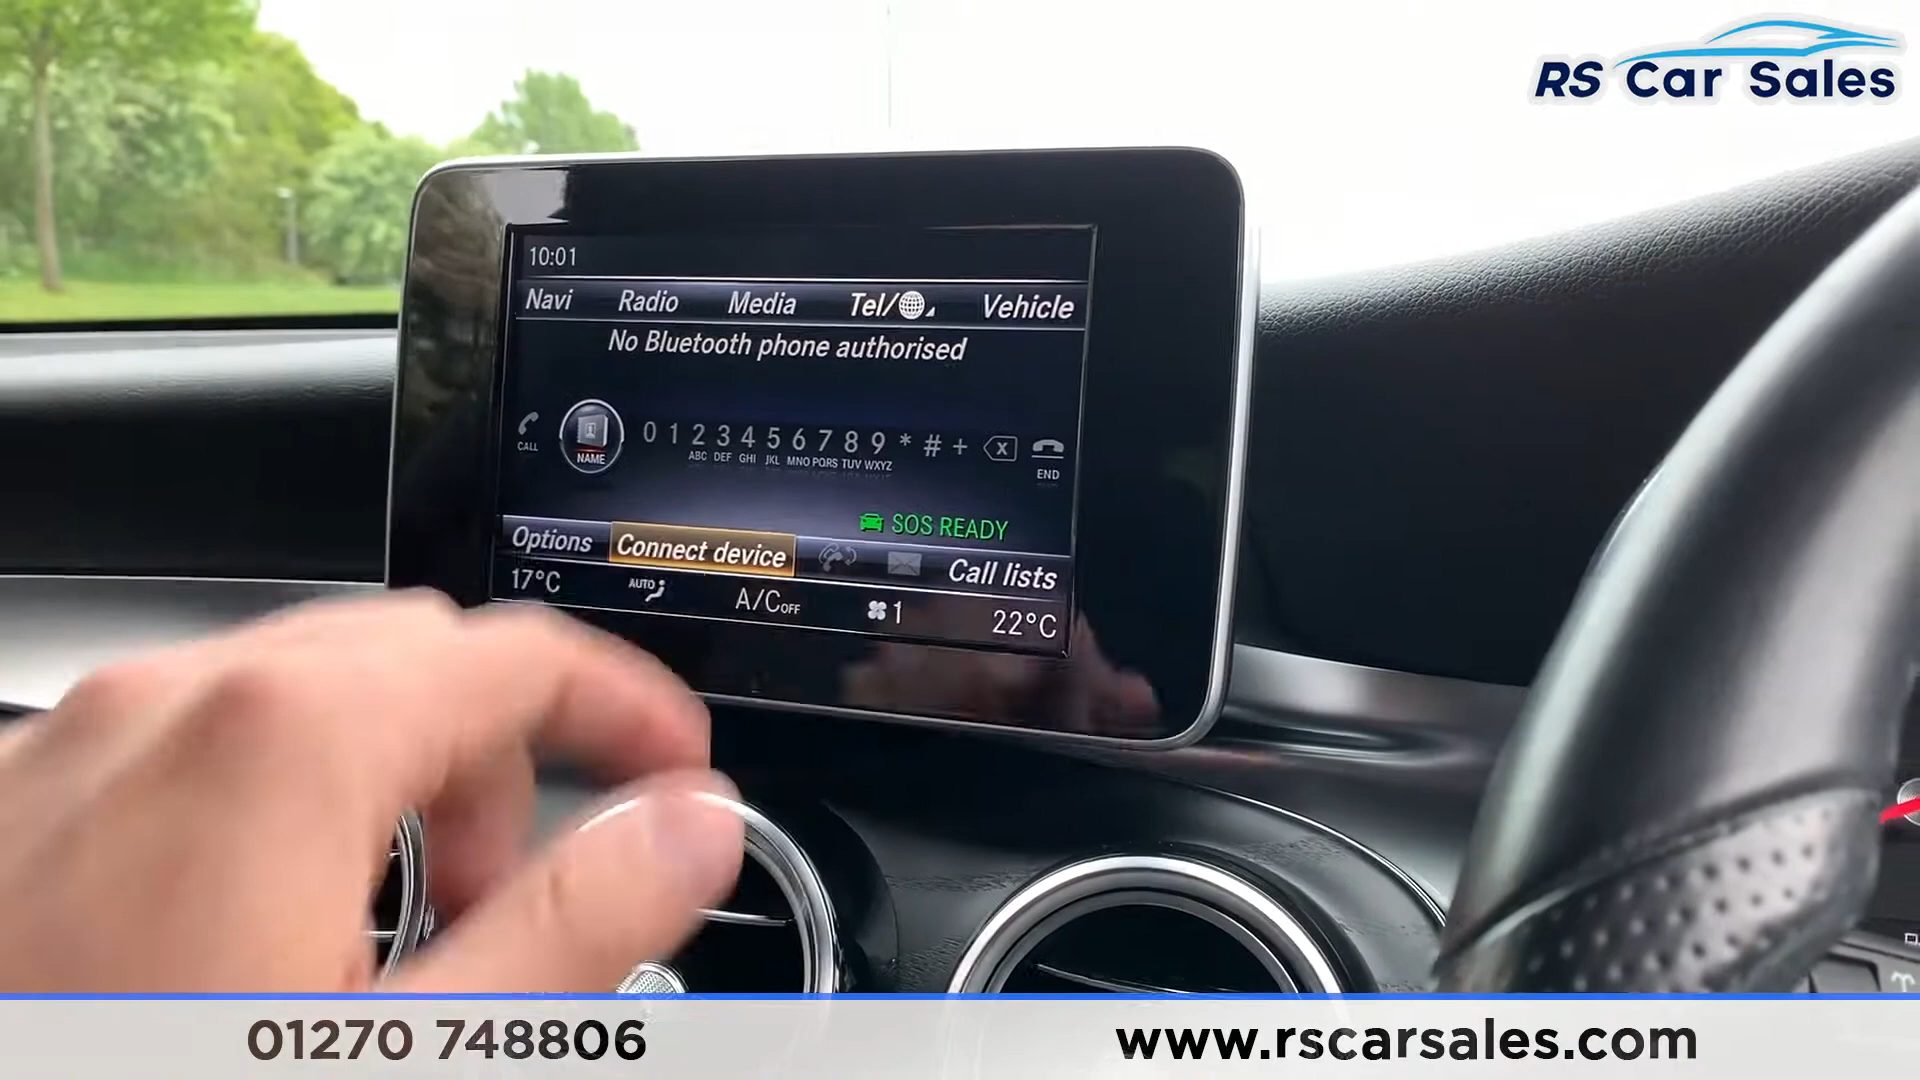 RS Car Sales
10:01
Navi Radio Media Tel/ Vehicle
No Bluetooth phone authorised
CALL NAME 0 1 2 3 4 5 6 7 8 9 * # + X END
ABC DEF GHI JKL MNO PQRS TUV WXYZ
SOS READY
Options Connect device Call lists
17°C AUTO A/C OFF 1 22°C
01270 748806
www.rscarsales.com